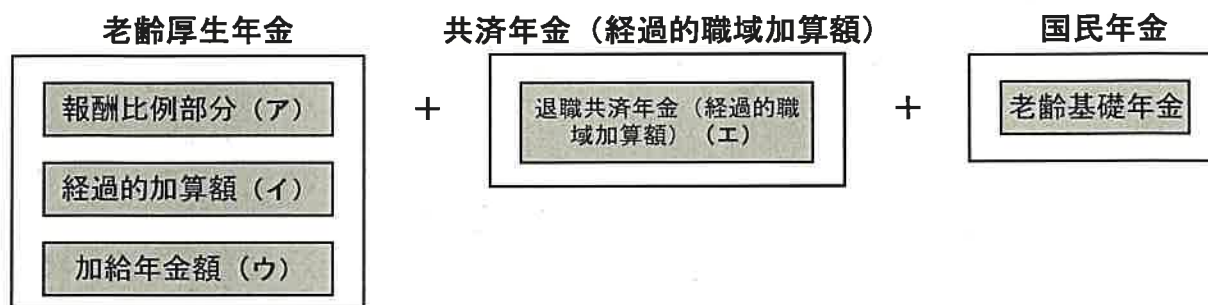 老齢厚生年金
報酬比例部分（ア）
経過的加算額（イ）
加給年金額（ウ）
＋
共済年金（経過的職域加算額）
退職共済年金（経過的職
域加算額）（エ）
＋
国民年金
老齢基礎年金